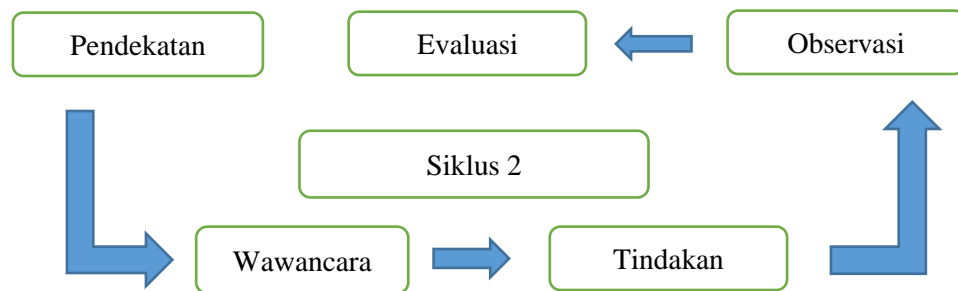 Pendekatan
Evaluasi
Observasi
Siklus 2
Wawancara
Tindakan